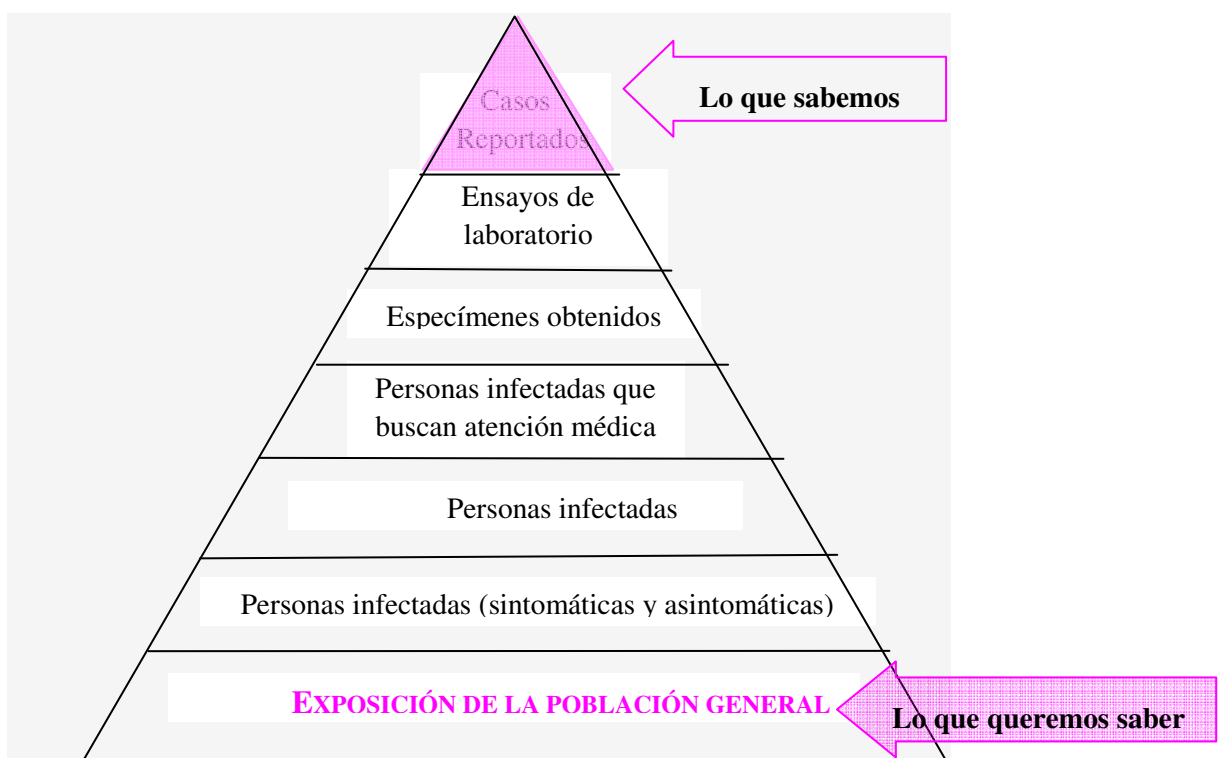 Casos
Reportados
Lo que sabemos
Ensayos de
laboratorio
Especímenes obtenidos
Personas infectadas que
buscan atención médica
Personas infectadas
Personas infectadas (sintomáticas y asintomáticas)
EXPOSICIÓN DE LA POBLACIÓN GENERAL
Lo que queremos saber